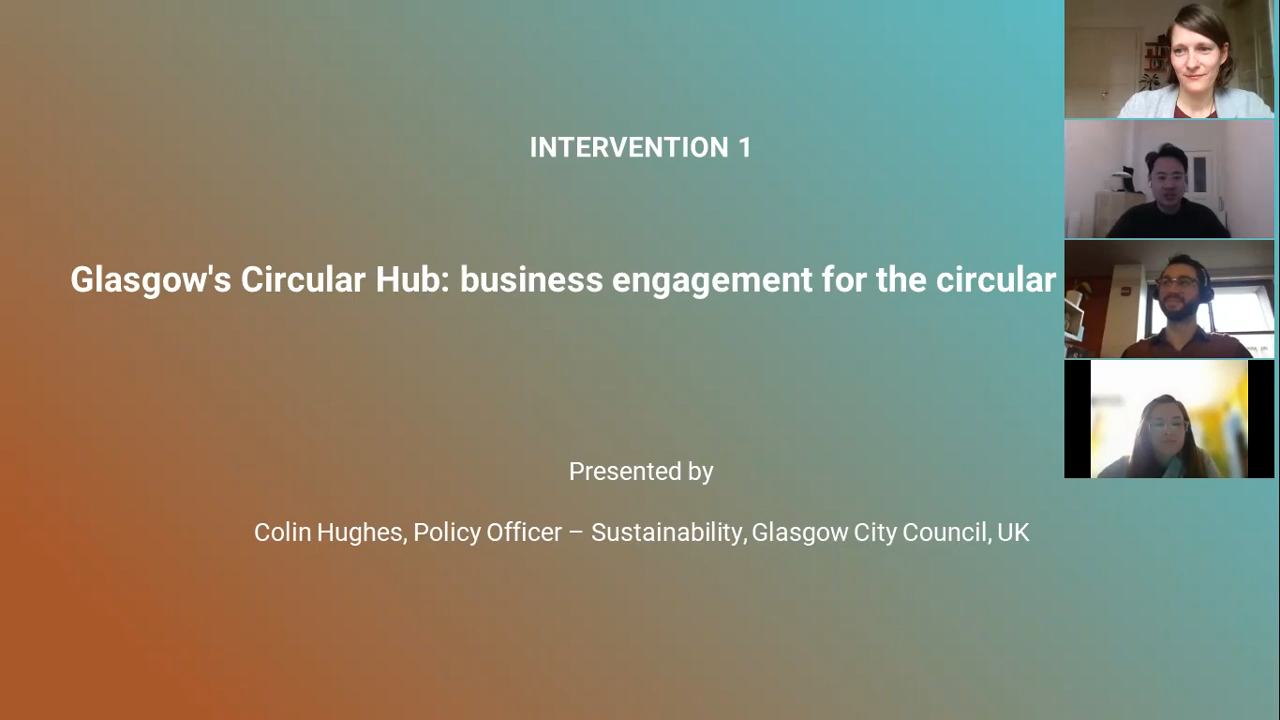 INTERVENTION 1
Glasgow's Circular Hub: business engagement for the circular
Presented by
Colin Hughes, Policy Officer – Sustainability, Glasgow City Council, UK